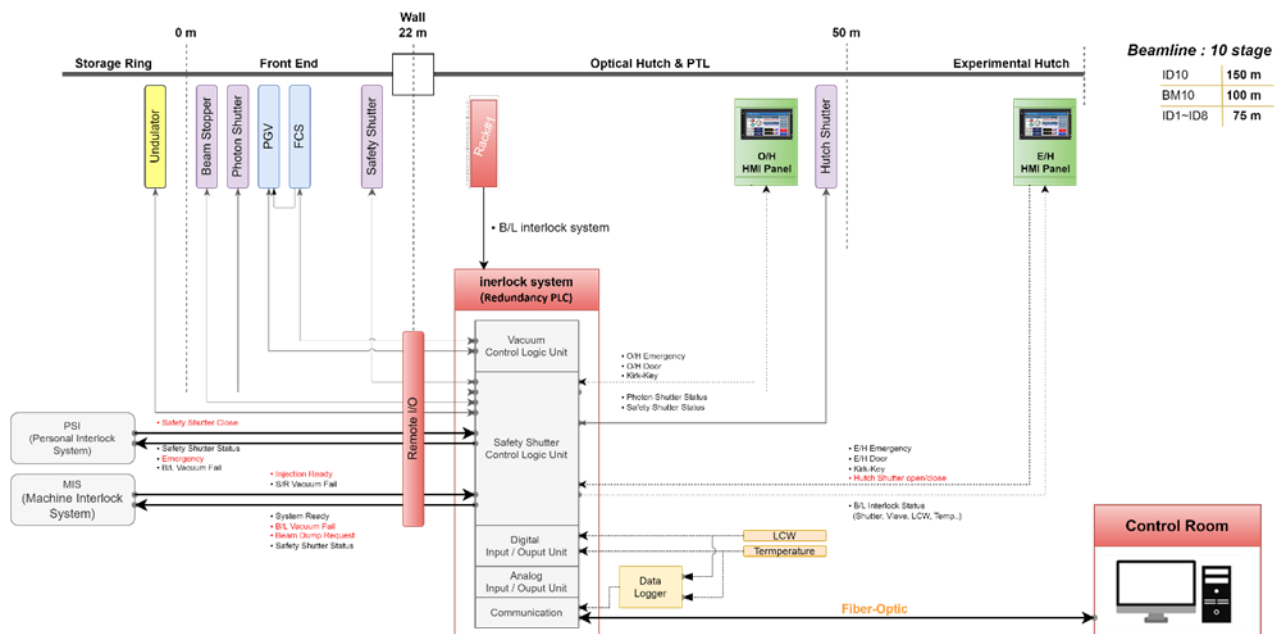 Wall
0 m
22 m
50 m
Storage Ring
Front End
Optical Hutch & PTL
Experimental Hutch
Beamline : 10 stage
ID10 150 m
BM10 100 m
ID1~ID8 75 m
Undulator
Beam Stopper
Photon Shutter
PGV
FCS
Safety Shutter
Rack#1
O/H
HMI Panel
Hutch Shutter
E/H
HMI Panel
• B/L interlock system
inerlock system
(Redundancy PLC)
Vacuum
Control Logic Unit
Safety Shutter
Control Logic Unit
Digital
Input / Ouput Unit
Analog
Input / Ouput Unit
Communication
Remote I/O
• O/H Emergency
• O/H Door
• Kirk-Key
• Photon Shutter Status
• Safety Shutter Status
PSI
(Personal Interlock
System)
• Safety Shutter Close
• Safety Shutter Status
• Emergency
• B/L Vacuum Fail
MIS
(Machine Interlock
System)
• Injection Ready
• S/R Vacuum Fail
• System Ready
• B/L Vacuum Fail
• Beam Dump Request
• Safety Shutter Status
• E/H Emergency
• E/H Door
• Kirk-Key
• Hutch Shutter open/close
• B/L Interlock Status
(Shutter, Vlave, LCW, Temp..)
LCW
Termperature
Data
Logger
Fiber-Optic
Control Room